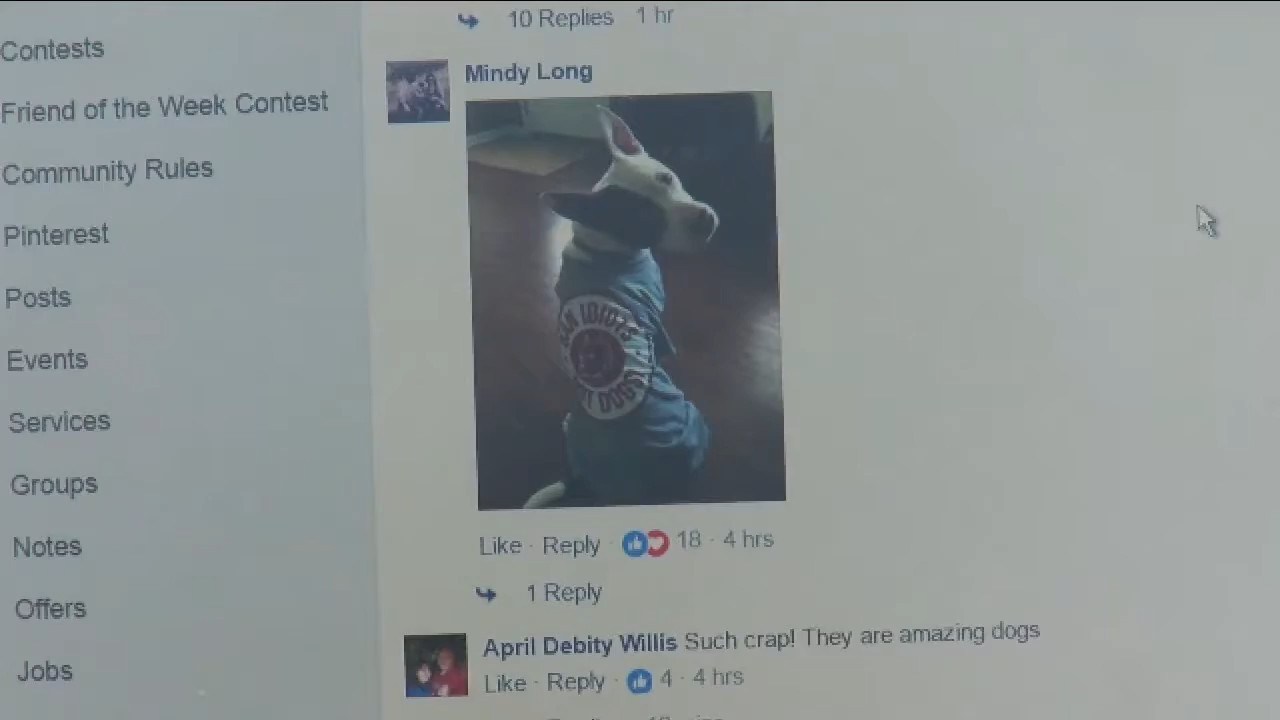 10 Replies 1 hr
Contests
Mindy Long
Friend of the Week Contest
Community Rules
Pinterest
Posts
IDIOTS
DOGS
Events
Services
Groups
Notes
Like · Reply · 18 · 4 hrs
1 Reply
Offers
April Debity Willis Such crap! They are amazing dogs
Jobs
Like · Reply · 4 · 4 hrs